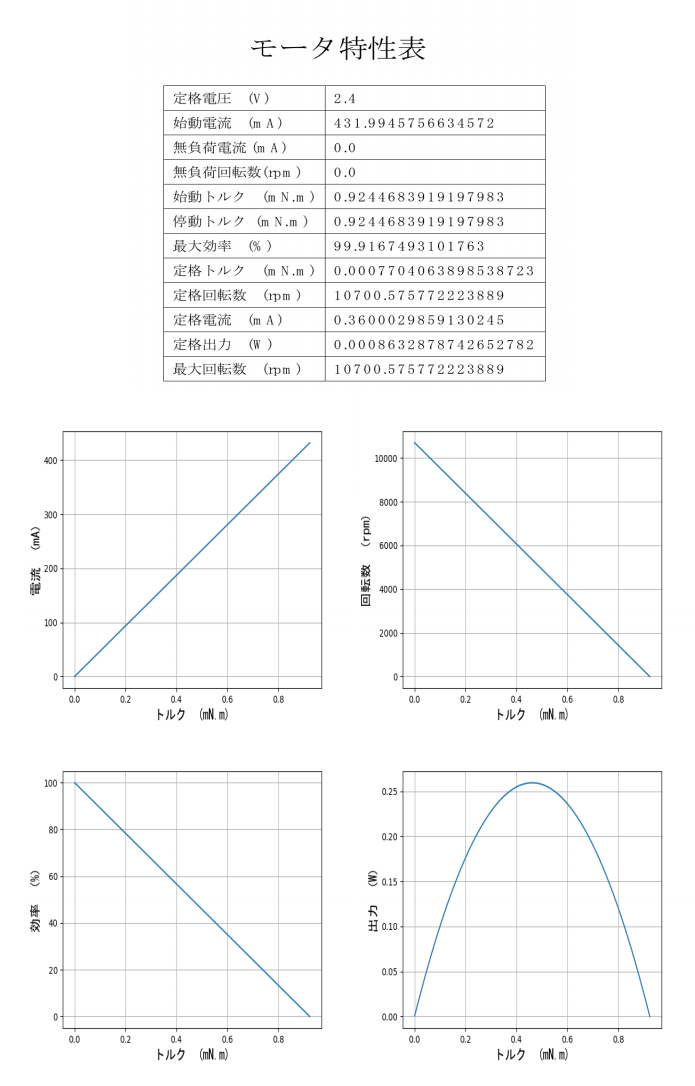 モータ特性表
定格電圧 (V) 2.4
始動電流 (mA) 431.9945756634572
無負荷電流(mA) 0.0
無負荷回転数(rpm) 0.0
始動トルク (mN.m) 0.9244683919197983
停動トルク (mN.m) 0.9244683919197983
最大効率 (%) 99.9167493101763
定格トルク (mN.m) 0.0007704063898538723
定格回転数 (rpm) 10700.575772223889
定格電流 (mA) 0.3600029859130245
定格出力 (W) 0.0008632878742652782
最大回転数 (rpm) 10700.575772223889
電流 (mA)
400
300
200
100
0
0.0 0.2 0.4 0.6 0.8
トルク (mN.m)
回転数 (rpm)
10000
8000
6000
4000
2000
0
0.0 0.2 0.4 0.6 0.8
トルク (mN.m)
効率 (%)
100
80
60
40
20
0
0.0 0.2 0.4 0.6 0.8
トルク (mN.m)
出力 (W)
0.25
0.20
0.15
0.10
0.05
0.00
0.0 0.2 0.4 0.6 0.8
トルク (mN.m)